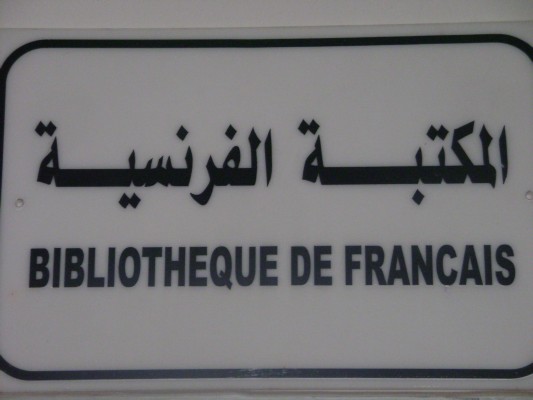 المكتبة الفرنسية
BIBLIOTHEQUE DE FRANCAIS